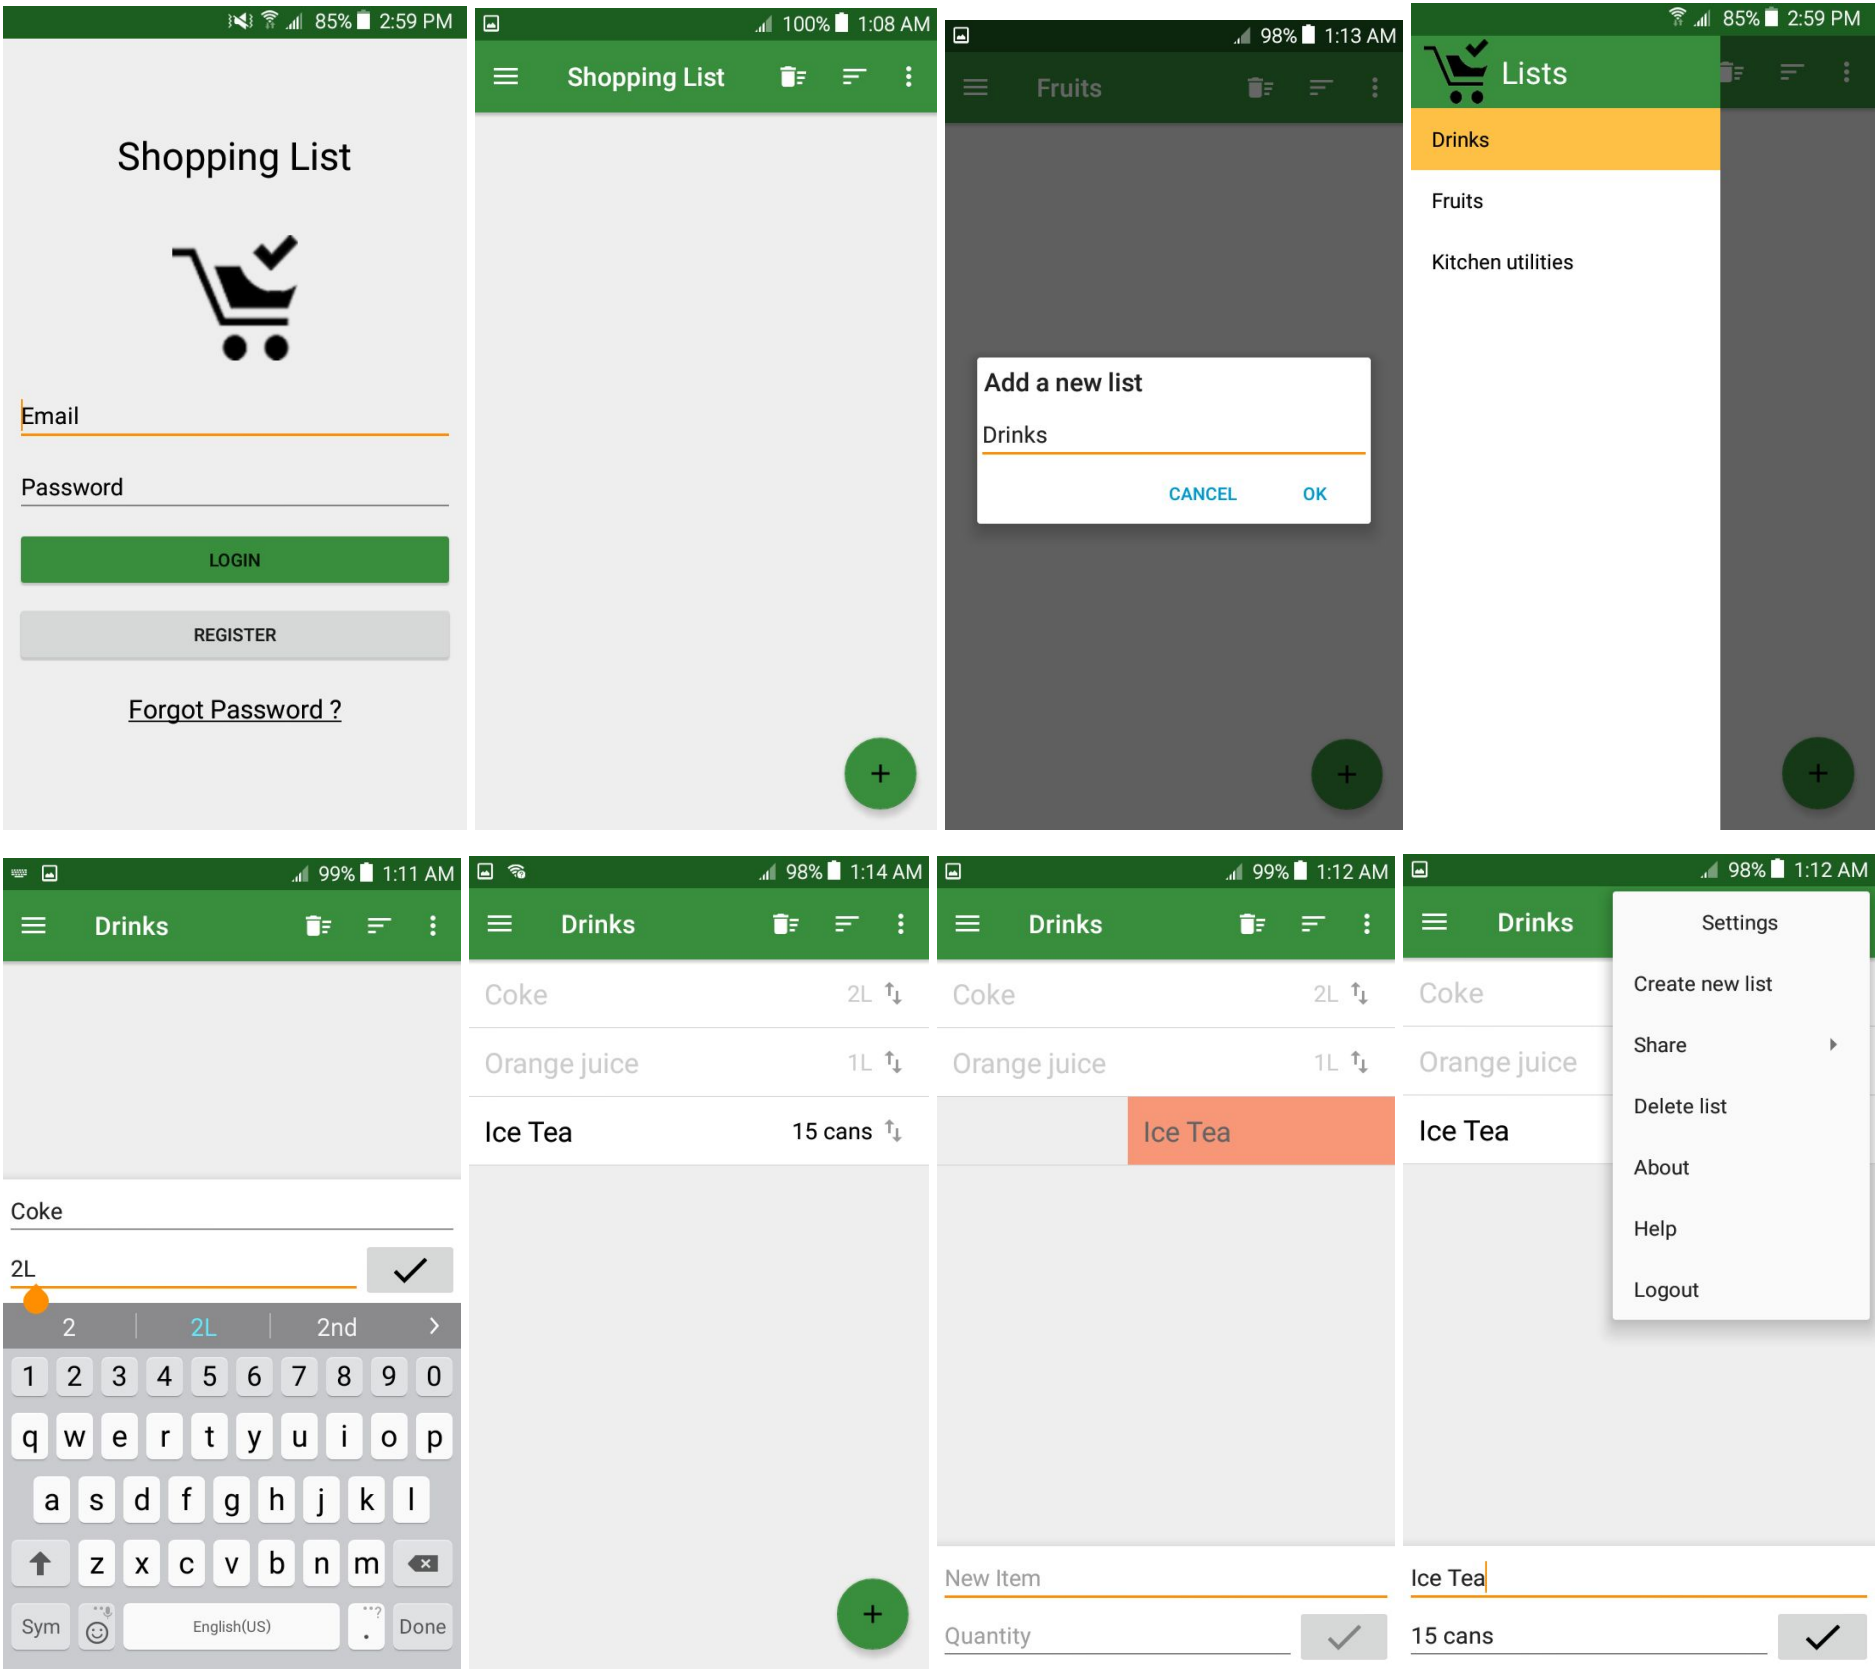 85% 2:59 PM
Shopping List
Email
Password
LOGIN
REGISTER
Forgot Password ?
100% 1:08 AM
Shopping List
+
98% 1:13 AM
Fruits
Add a new list
Drinks
CANCEL OK
+
85% 2:59 PM
Lists
Drinks
Fruits
Kitchen utilities
+
99% 1:11 AM
Drinks
Coke
2L
2 2L 2nd >
1 2 3 4 5 6 7 8 9 0
q w e r t y u i o p
a s d f g h j k l
z x c v b n m
Sym English(US) . Done
98% 1:14 AM
Drinks
Coke 2L
Orange juice 1L
Ice Tea 15 cans
+
99% 1:12 AM
Drinks
Coke 2L
Orange juice 1L
Ice Tea
New Item
Quantity
98% 1:12 AM
Drinks
Coke
Orange juice
Ice Tea
Settings
Create new list
Share
Delete list
About
Help
Logout
Ice Tea
15 cans